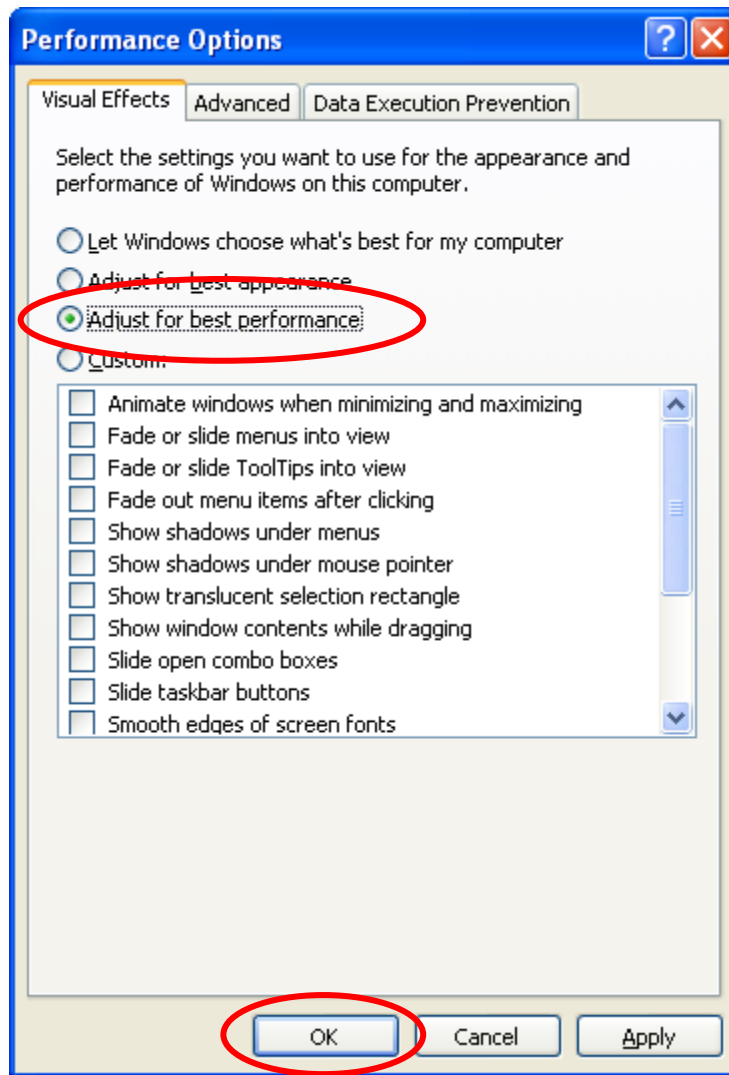 Performance Options
Visual Effects Advanced Data Execution Prevention
Select the settings you want to use for the appearance and
performance of Windows on this computer.
Let Windows choose what's best for my computer
Adjust for best appearance
Adjust for best performance
Custom:
Animate windows when minimizing and maximizing
Fade or slide menus into view
Fade or slide ToolTips into view
Fade out menu items after clicking
Show shadows under menus
Show shadows under mouse pointer
Show translucent selection rectangle
Show window contents while dragging
Slide open combo boxes
Slide taskbar buttons
Smooth edges of screen fonts
OK Cancel Apply